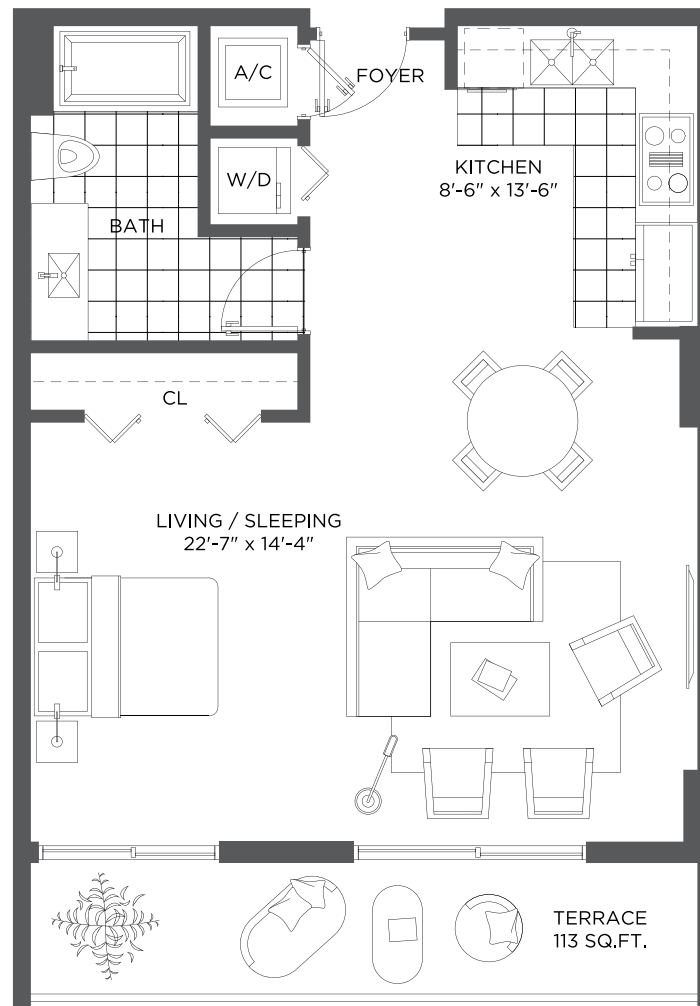 A/C
FOYER
W/D
KITCHEN
8'-6" x 13'-6"
BATH
CL
LIVING / SLEEPING
22'-7" x 14'-4"
TERRACE
113 SQ.FT.